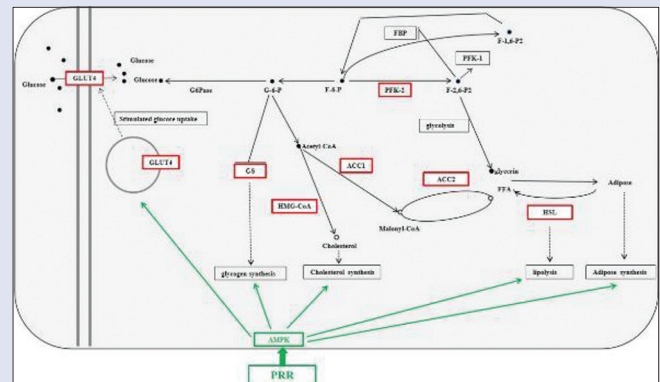 F-1,6-P2
FBP
PFK-1
GLUT4
Glucose
Glucose
G6Pase
G-6-P
F-6-P
PFK-2
F-2,6-P2
Stimulated glucose uptake
glycolysis
GLUT4
Acetyl-CoA
ACC1
GS
ACC2
glycerin
FFA
Adipose
HMG-CoA
HSL
Malonyl-CoA
Cholesterol
glycogen synthesis
Cholesterol synthesis
lipolysis
Adipose synthesis
AMPK
PRR